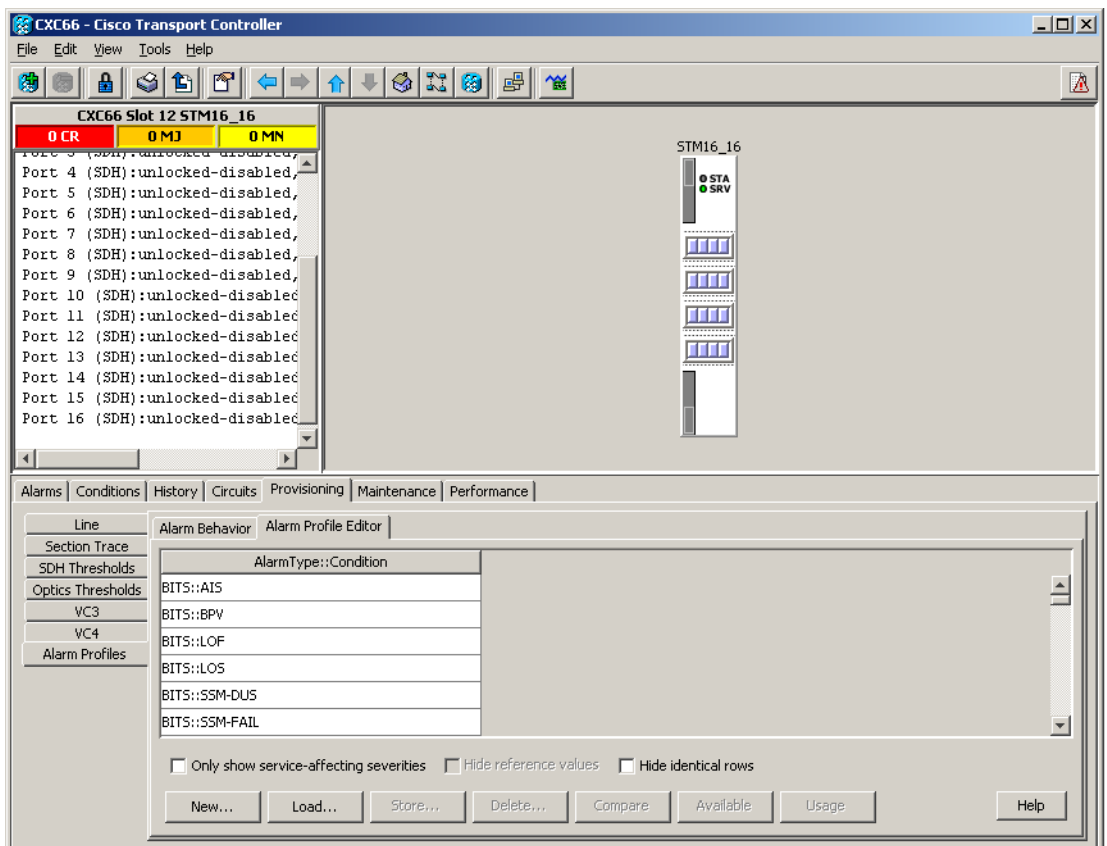 CXC66 - Cisco Transport Controller
File Edit View Tools Help
CXC66 Slot 12 STM16_16
0 CR 0 MJ 0 MN
Port 4 (SDH):unlocked-disabled,
Port 5 (SDH):unlocked-disabled,
Port 6 (SDH):unlocked-disabled,
Port 7 (SDH):unlocked-disabled,
Port 8 (SDH):unlocked-disabled,
Port 9 (SDH):unlocked-disabled,
Port 10 (SDH):unlocked-disabled
Port 11 (SDH):unlocked-disabled
Port 12 (SDH):unlocked-disabled
Port 13 (SDH):unlocked-disabled
Port 14 (SDH):unlocked-disabled
Port 15 (SDH):unlocked-disabled
Port 16 (SDH):unlocked-disabled
STM16_16
STA
SRV
Alarms Conditions History Circuits Provisioning Maintenance Performance
Line
Section Trace
SDH Thresholds
Optics Thresholds
VC3
VC4
Alarm Profiles
Alarm Behavior Alarm Profile Editor
AlarmType::Condition
BITS::AIS
BITS::BPV
BITS::LOF
BITS::LOS
BITS::SSM-DUS
BITS::SSM-FAIL
Only show service-affecting severities Hide reference values Hide identical rows
New... Load... Store... Delete... Compare Available Usage Help